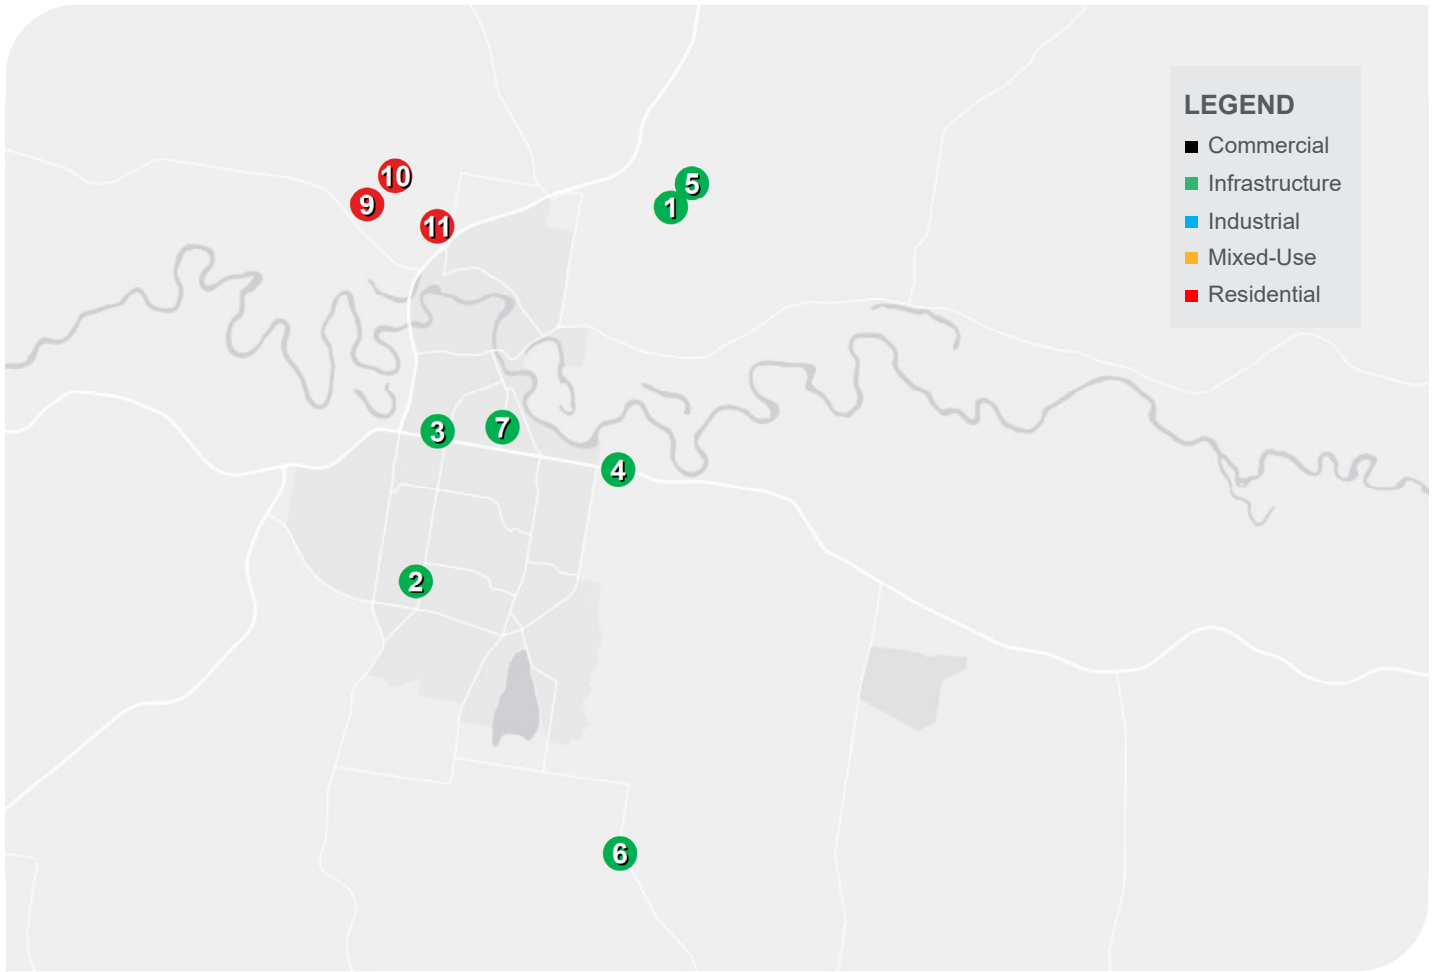 LEGEND
Commercial
Infrastructure
Industrial
Mixed-Use
Residential
10
5
9
1
11
7
3
4
2
6